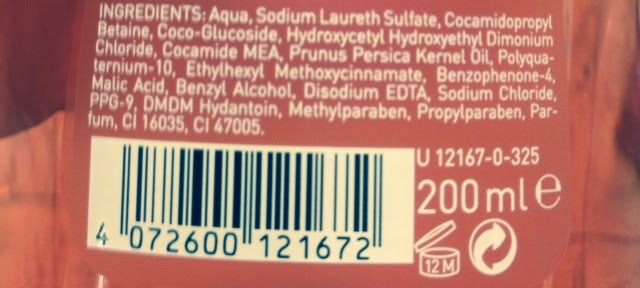 INGREDIENTS: Aqua, Sodium Laureth Sulfate, Cocamidopropyl
Betaine, Coco-Glucoside, Hydroxycetyl Hydroxyethyl Dimonium
Chloride, Cocamide MEA, Prunus Persica Kernel Oil, Polyqua-
ternium-10, Ethylhexyl Methoxycinnamate, Benzophenone-4,
Malic Acid, Benzyl Alcohol, Disodium EDTA, Sodium Chloride,
PPG-9, DMDM Hydantoin, Methylparaben, Propylparaben, Par-
fum, CI 16035, CI 47005.
U 12167-0-325
200 ml e
4 072600 121672
12 M